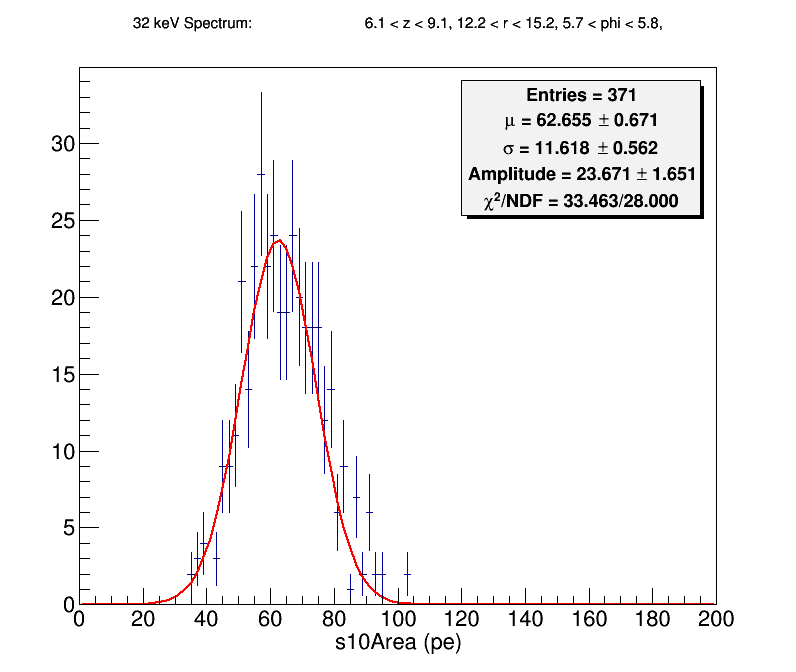 32 keV Spectrum: 6.1 < z < 9.1, 12.2 < r < 15.2, 5.7 < phi < 5.8,
Entries = 371
μ = 62.655 ± 0.671
σ = 11.618 ± 0.562
Amplitude = 23.671 ± 1.651
χ²/NDF = 33.463/28.000
30
25
20
15
10
5
0
0 20 40 60 80 100 120 140 160 180 200
s10Area (pe)